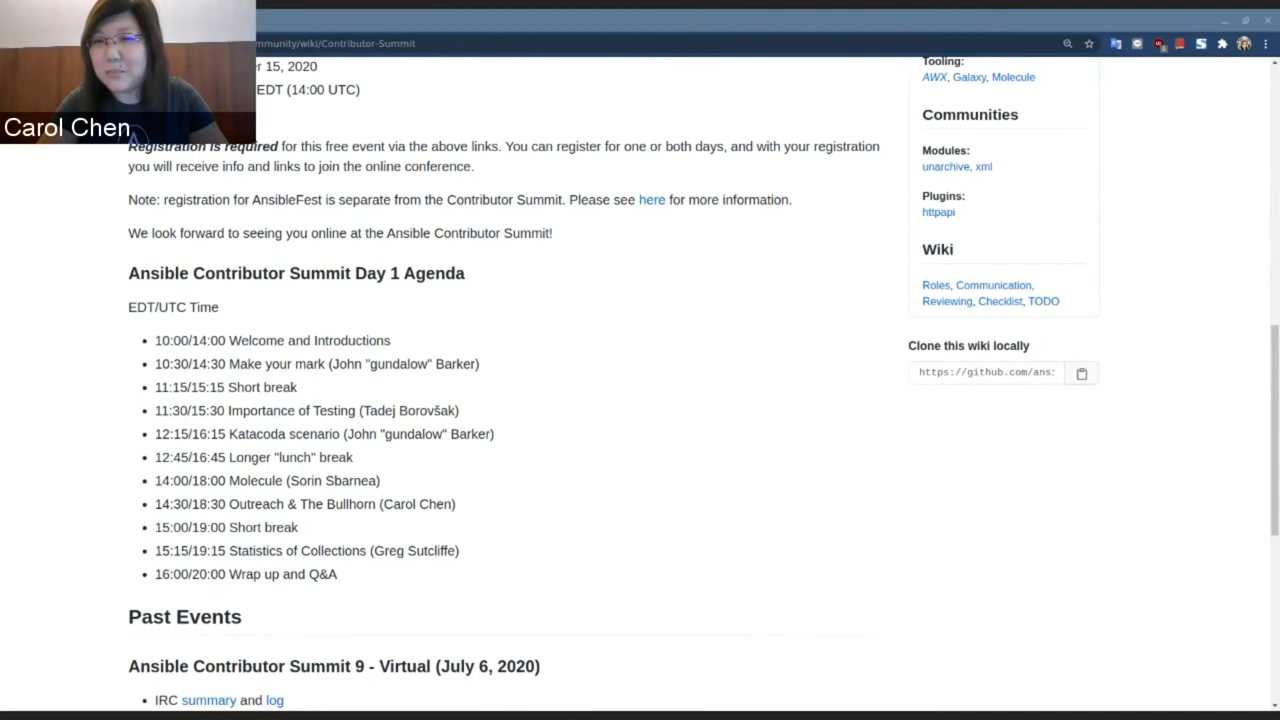 mmunity/wiki/Contributor-Summit
r 15, 2020
EDT (14:00 UTC)
Carol Chen
Registration is required for this free event via the above links. You can register for one or both days, and with your registration
you will receive info and links to join the online conference.
Note: registration for AnsibleFest is separate from the Contributor Summit. Please see here for more information.
We look forward to seeing you online at the Ansible Contributor Summit!
Ansible Contributor Summit Day 1 Agenda
EDT/UTC Time
• 10:00/14:00 Welcome and Introductions
• 10:30/14:30 Make your mark (John "gundalow" Barker)
• 11:15/15:15 Short break
• 11:30/15:30 Importance of Testing (Tadej Borovšak)
• 12:15/16:15 Katacoda scenario (John "gundalow" Barker)
• 12:45/16:45 Longer "lunch" break
• 14:00/18:00 Molecule (Sorin Sbarnea)
• 14:30/18:30 Outreach & The Bullhorn (Carol Chen)
• 15:00/19:00 Short break
• 15:15/19:15 Statistics of Collections (Greg Sutcliffe)
• 16:00/20:00 Wrap up and Q&A
Past Events
Ansible Contributor Summit 9 - Virtual (July 6, 2020)
• IRC summary and log
Tooling:
AWX, Galaxy, Molecule
Communities
Modules:
unarchive, xml
Plugins:
httpapi
Wiki
Roles, Communication,
Reviewing, Checklist, TODO
Clone this wiki locally
https://github.com/ans: